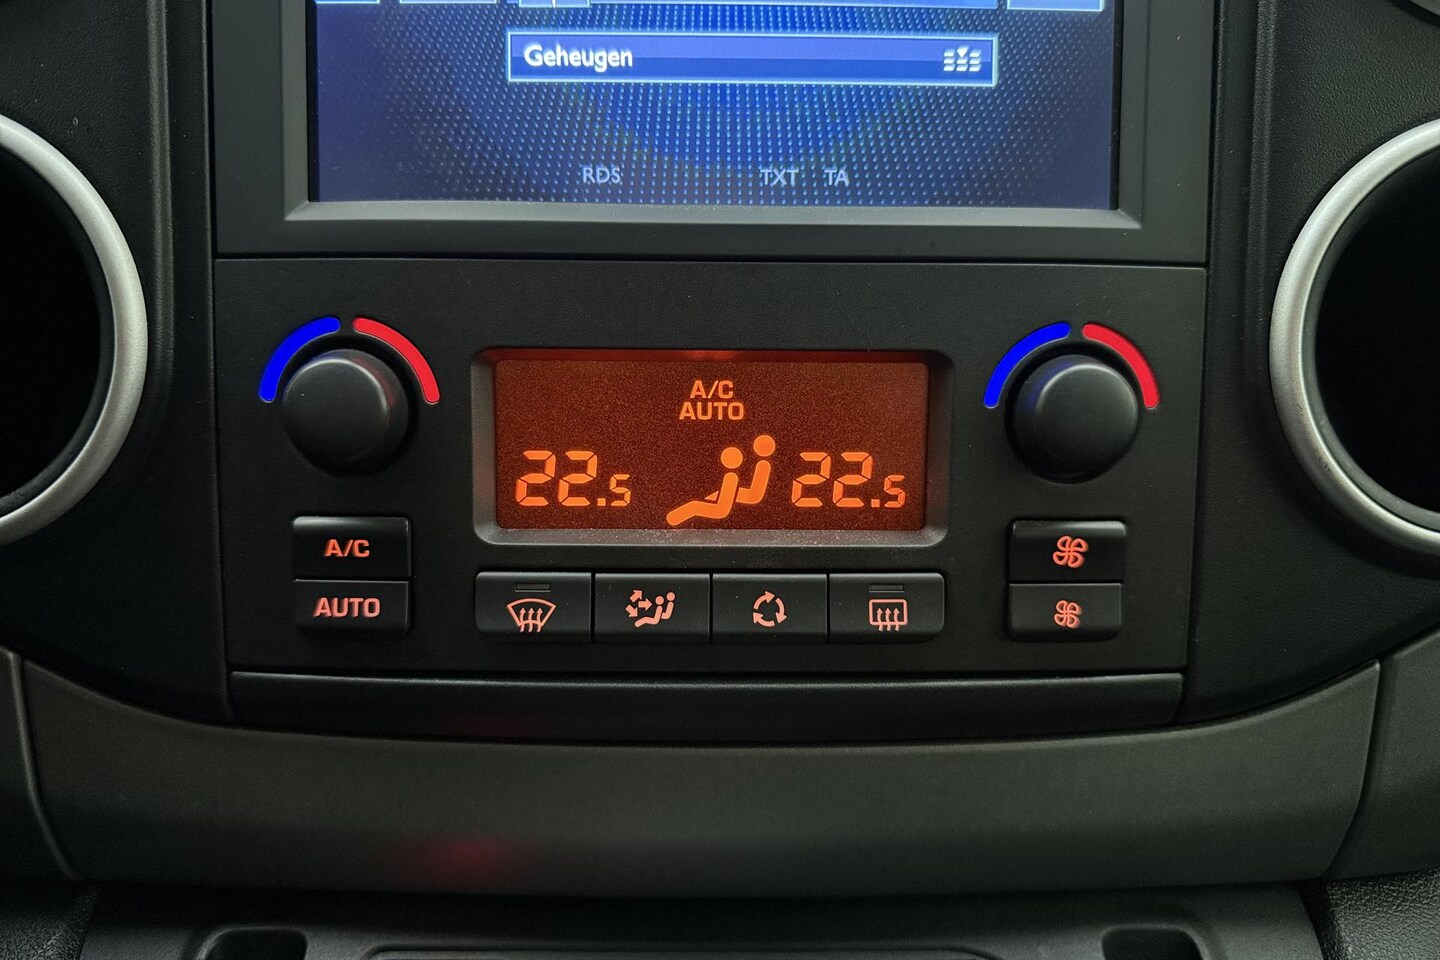 Geheugen
RDS TXT TA
A/C
AUTO
22.5 22.5
A/C
AUTO